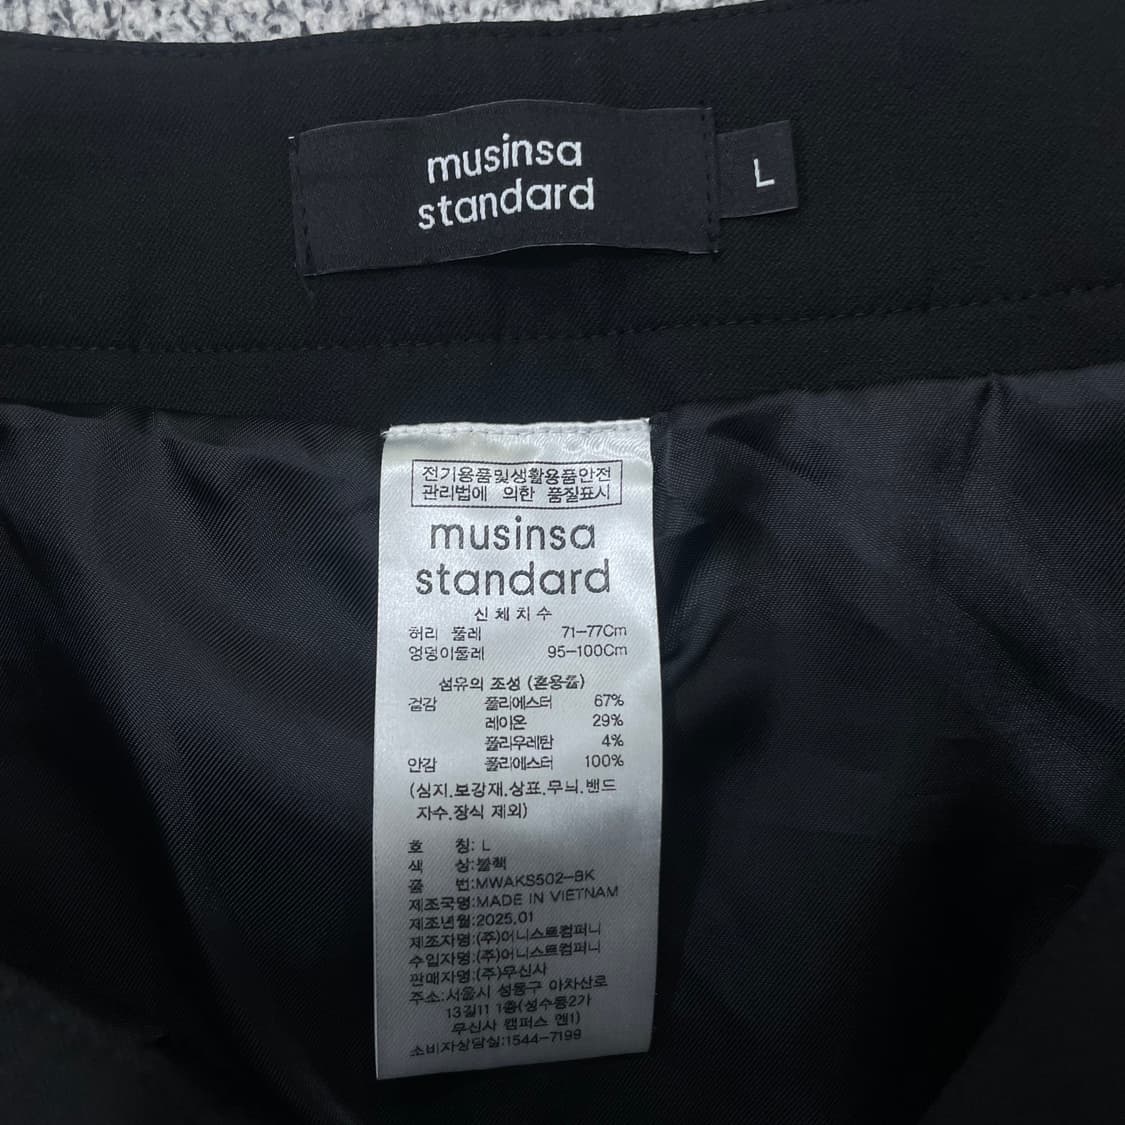 musinsa
standard
L
전기용품및생활용품안전
관리법에 의한 품질표시
musinsa
standard
신체치수
허리 둘레 71-77Cm
엉덩이둘레 95-100Cm
섬유의 조성 (혼용율)
겉감 폴리에스터 67%
레이온 29%
폴리우레탄 4%
안감 폴리에스터 100%
(심지.보강재.상표.무늬.밴드
자수.장식 제외)
호 칭: L
색 상:블랙
품 번:MWAKS502-BK
제조국명:MADE IN VIETNAM
제조년월:2025.01
제조자명:(주)어니스트컴퍼니
수입자명:(주)어니스트컴퍼니
판매자명:(주)무신사
주소:서울시 성동구 아차산로
13길11 1층(성수동2가
무신사 캠퍼스 엔1)
소비자상담실:1544-7199